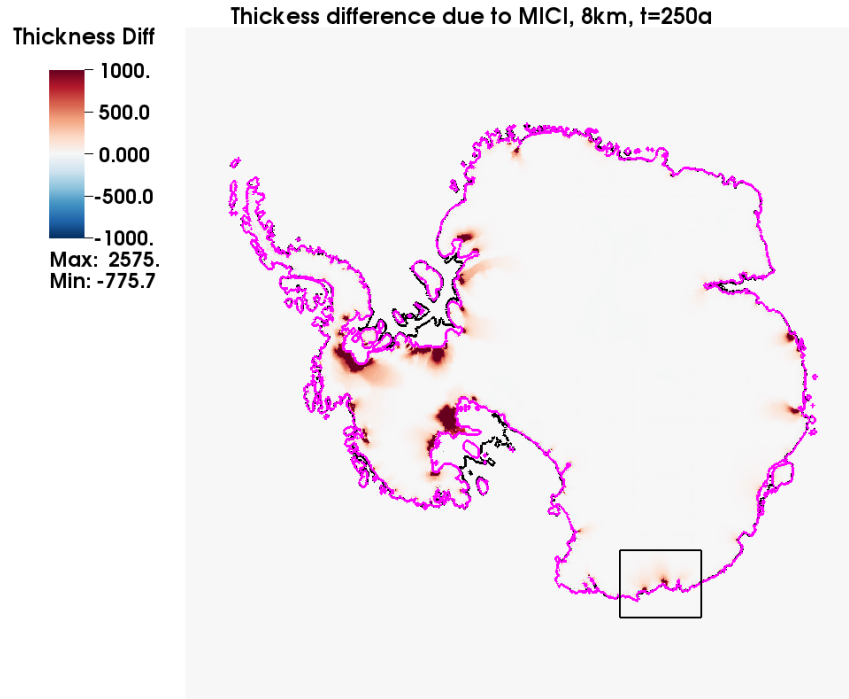 Thickess difference due to MICI, 8km, t=250a
Thickness Diff
1000.
500.0
0.000
-500.0
-1000.
Max: 2575.
Min: -775.7